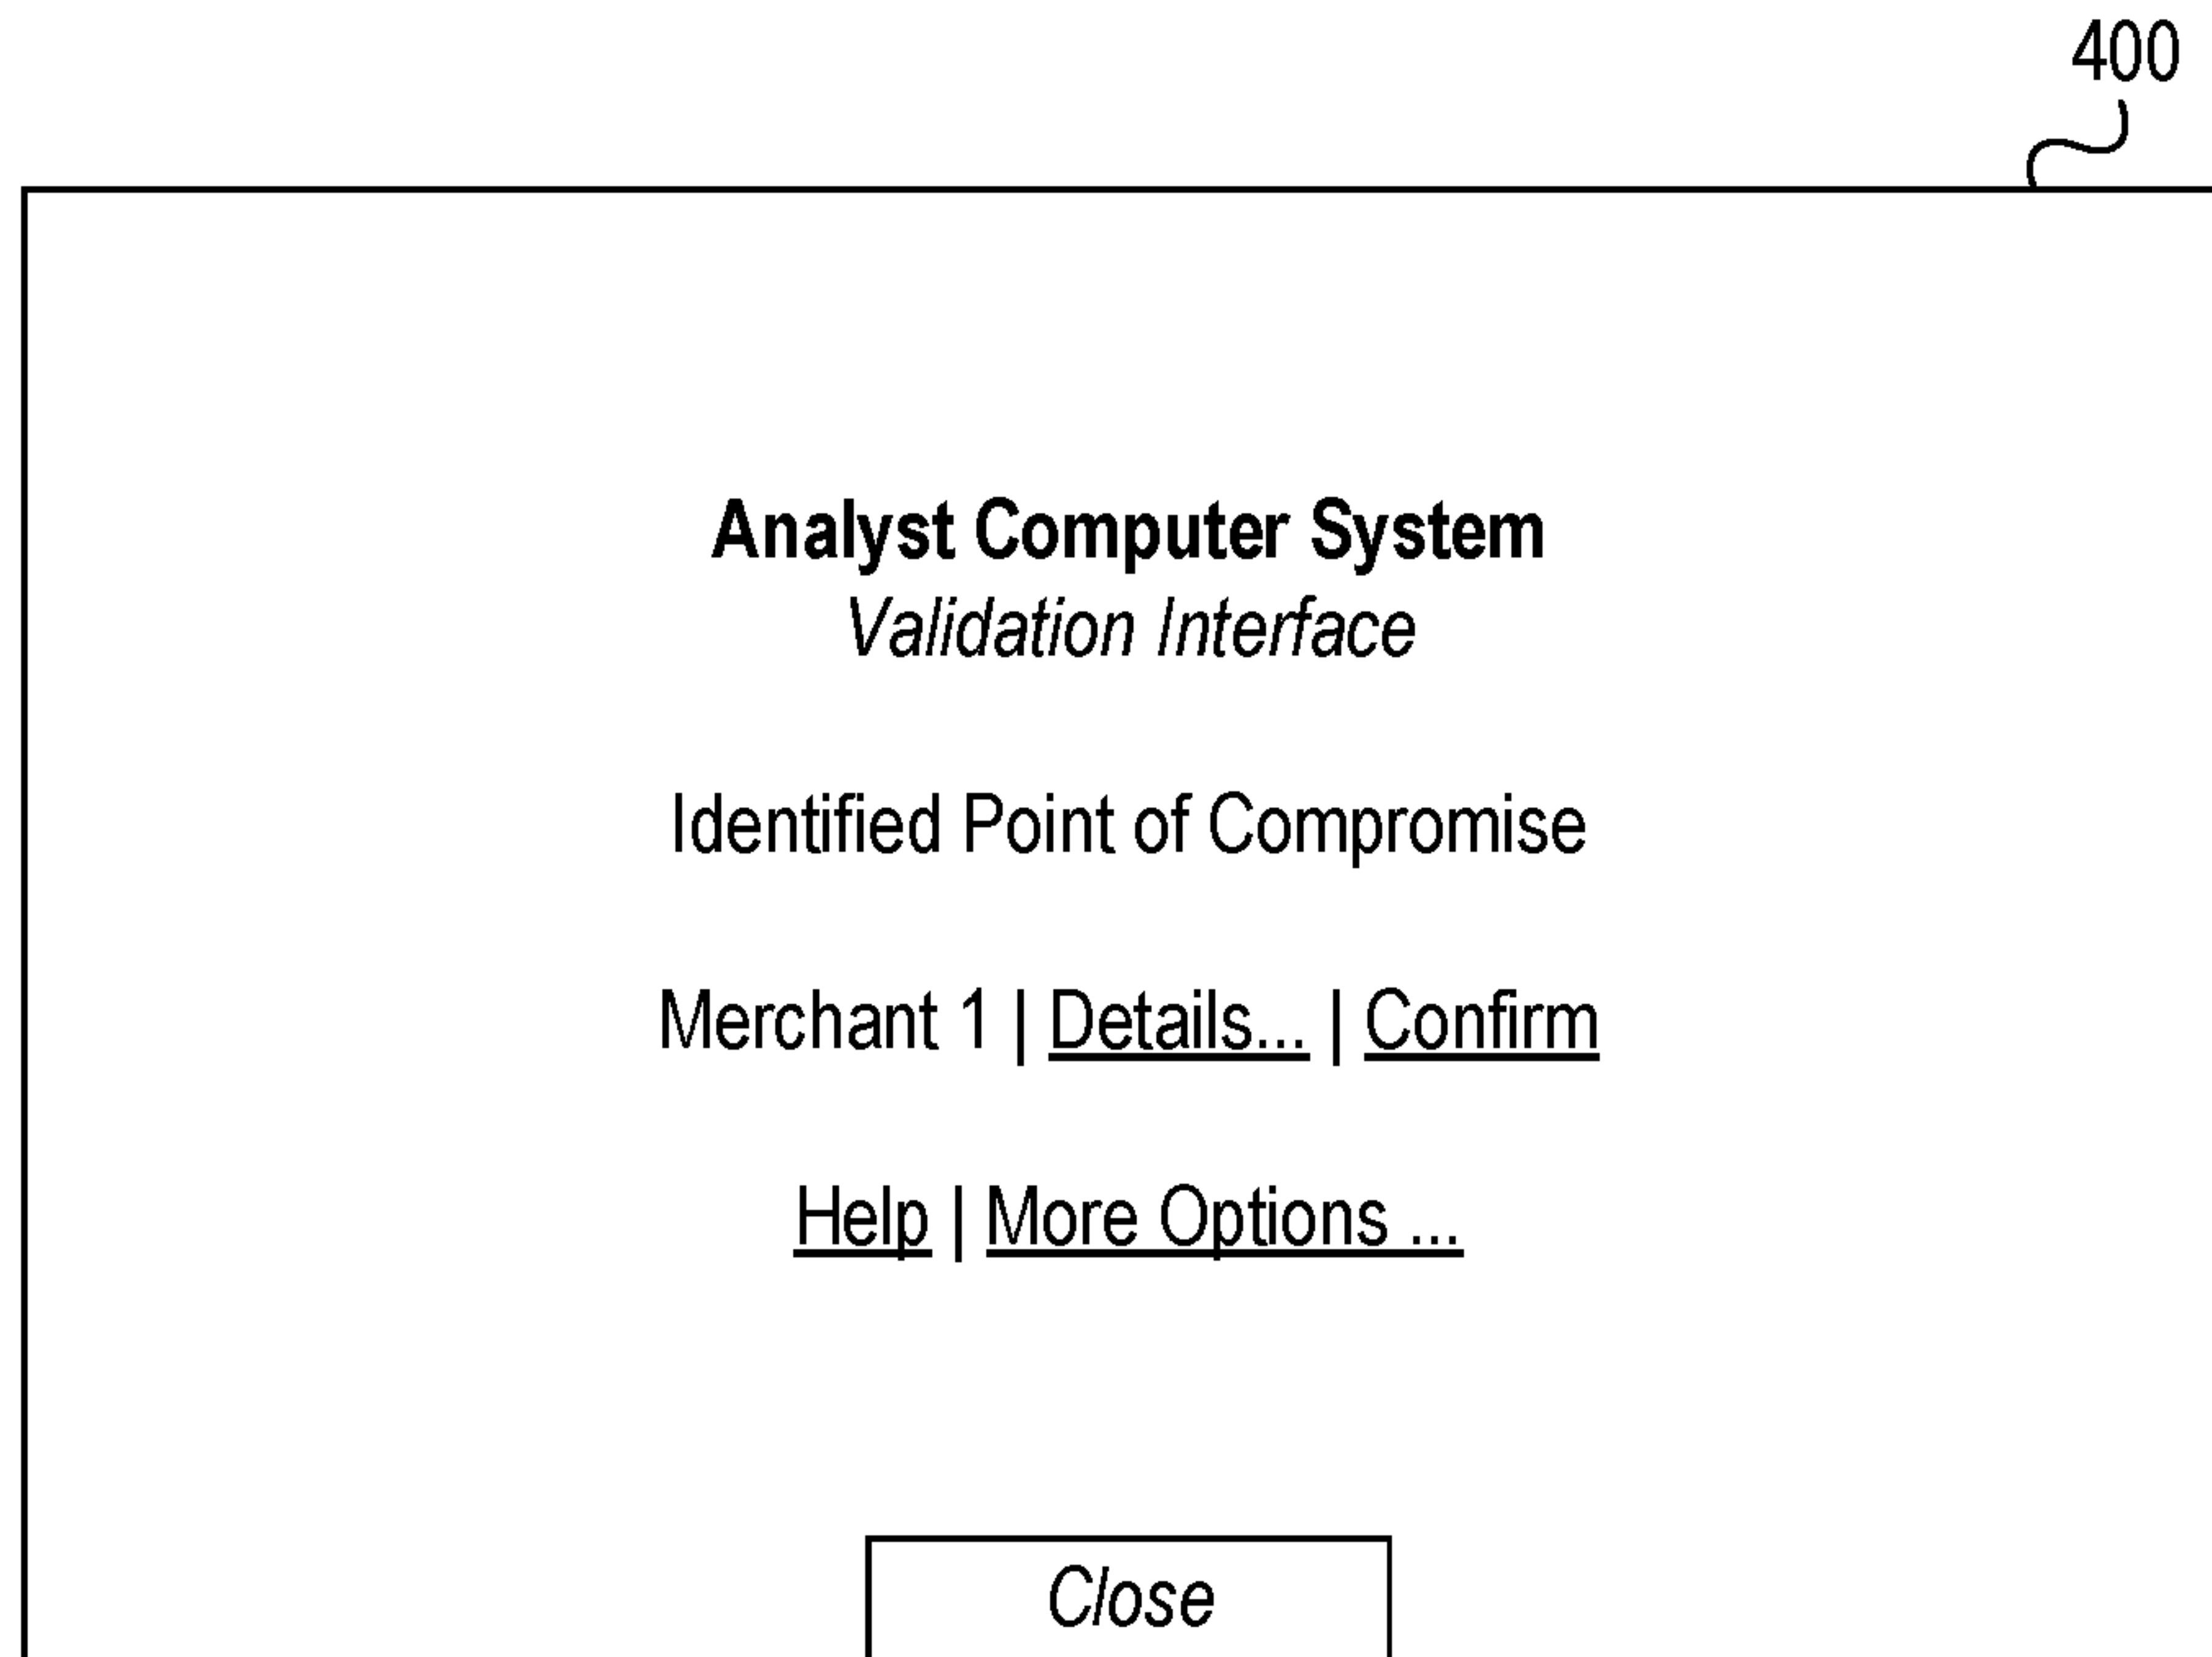 400
Analyst Computer System
Validation Interface
Identified Point of Compromise
Merchant 1 | Details... | Confirm
Help | More Options ...
Close